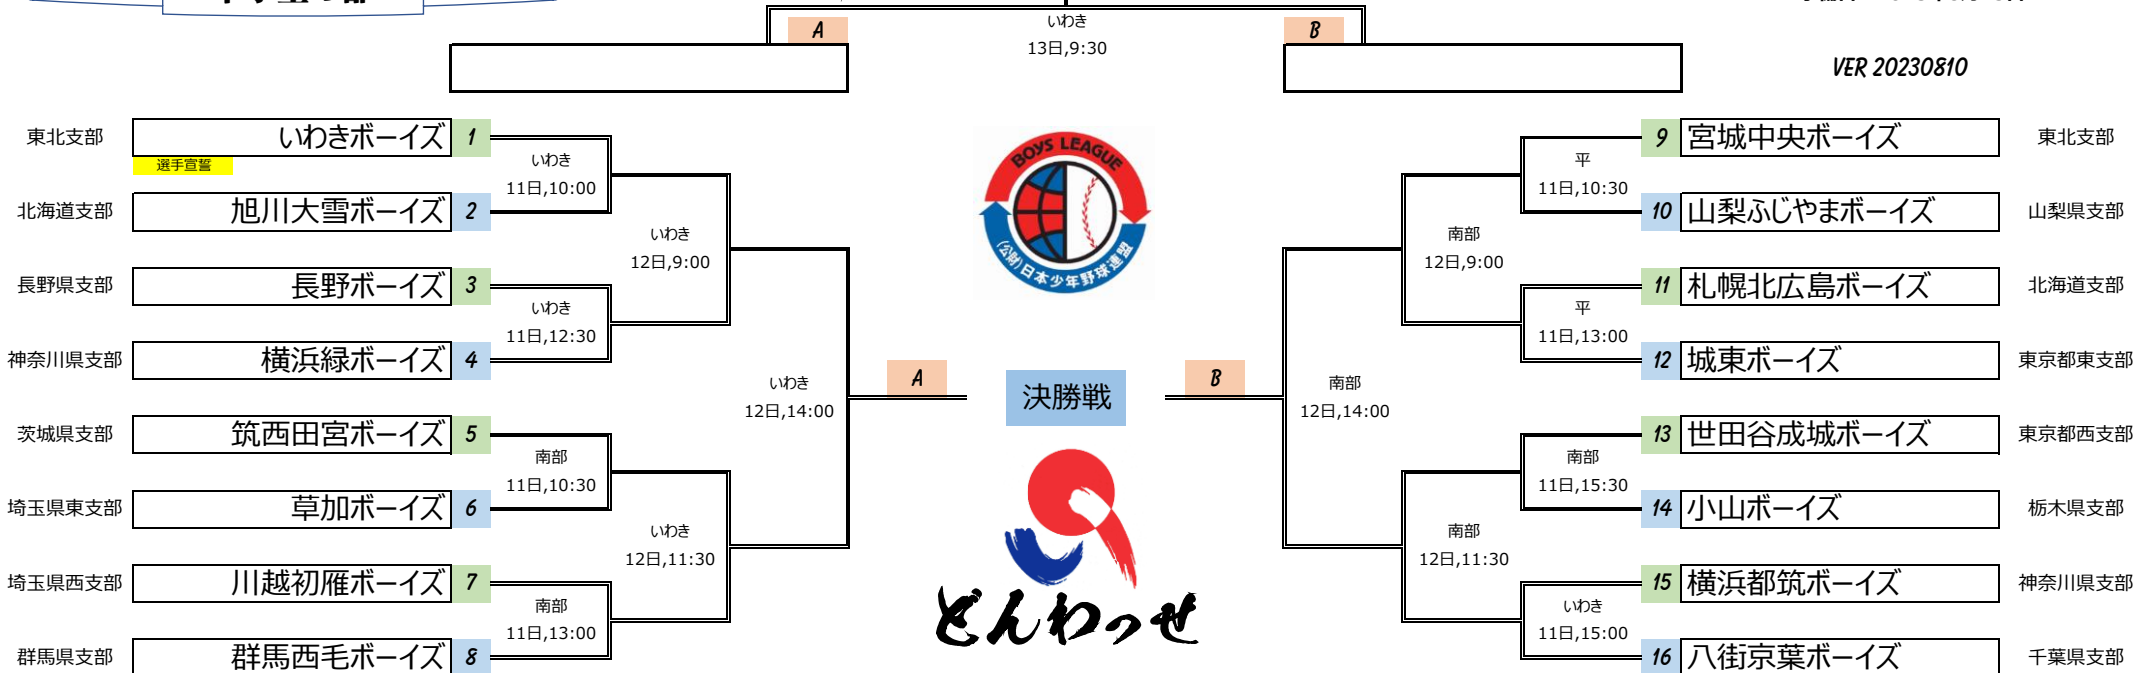 A
いわき
13日,9:30
B
VER 20230810
東北支部
いわきボーイズ 1
選手宣誓
いわき
11日,10:00
北海道支部
旭川大雪ボーイズ 2
いわき
12日,9:00
長野県支部
長野ボーイズ 3
いわき
11日,12:30
神奈川県支部
横浜緑ボーイズ 4
いわき
12日,14:00
茨城県支部
筑西田宮ボーイズ 5
南部
11日,10:30
埼玉県東支部
草加ボーイズ 6
いわき
12日,11:30
埼玉県西支部
川越初雁ボーイズ 7
南部
11日,13:00
群馬県支部
群馬西毛ボーイズ 8
BOYS LEAGUE
(公財)日本少年野球連盟
A
決勝戦
B
どんわっせ
9 宮城中央ボーイズ
東北支部
平
11日,10:30
10 山梨ふじやまボーイズ
山梨県支部
南部
12日,9:00
11 札幌北広島ボーイズ
北海道支部
平
11日,13:00
12 城東ボーイズ
東京都東支部
南部
12日,14:00
13 世田谷成城ボーイズ
東京都西支部
南部
11日,15:30
14 小山ボーイズ
栃木県支部
南部
12日,11:30
15 横浜都筑ボーイズ
神奈川県支部
いわき
11日,15:00
16 八街京葉ボーイズ
千葉県支部